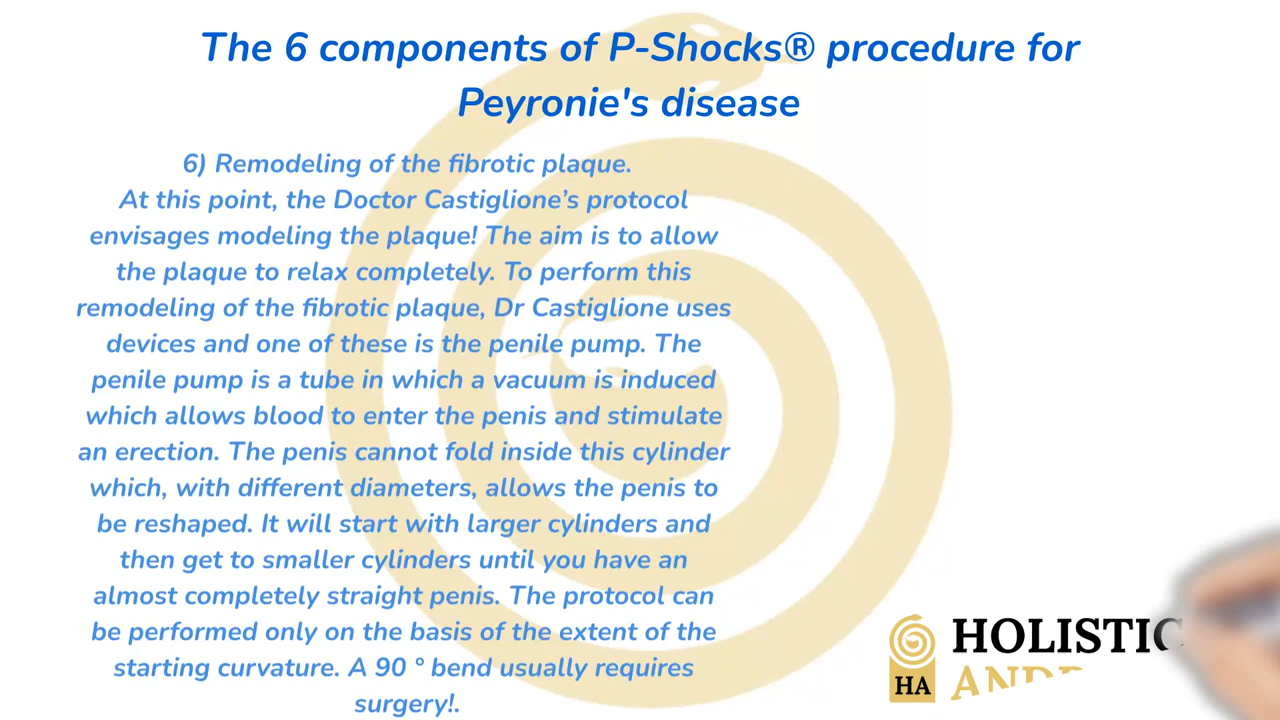 The 6 components of P-Shocks® procedure for
Peyronie's disease
6) Remodeling of the fibrotic plaque.
At this point, the Doctor Castiglione’s protocol
envisages modeling the plaque! The aim is to allow
the plaque to relax completely. To perform this
remodeling of the fibrotic plaque, Dr Castiglione uses
devices and one of these is the penile pump. The
penile pump is a tube in which a vacuum is induced
which allows blood to enter the penis and stimulate
an erection. The penis cannot fold inside this cylinder
which, with different diameters, allows the penis to
be reshaped. It will start with larger cylinders and
then get to smaller cylinders until you have an
almost completely straight penis. The protocol can
be performed only on the basis of the extent of the
starting curvature. A 90 ° bend usually requires
surgery!.
HOLISTIC
HA